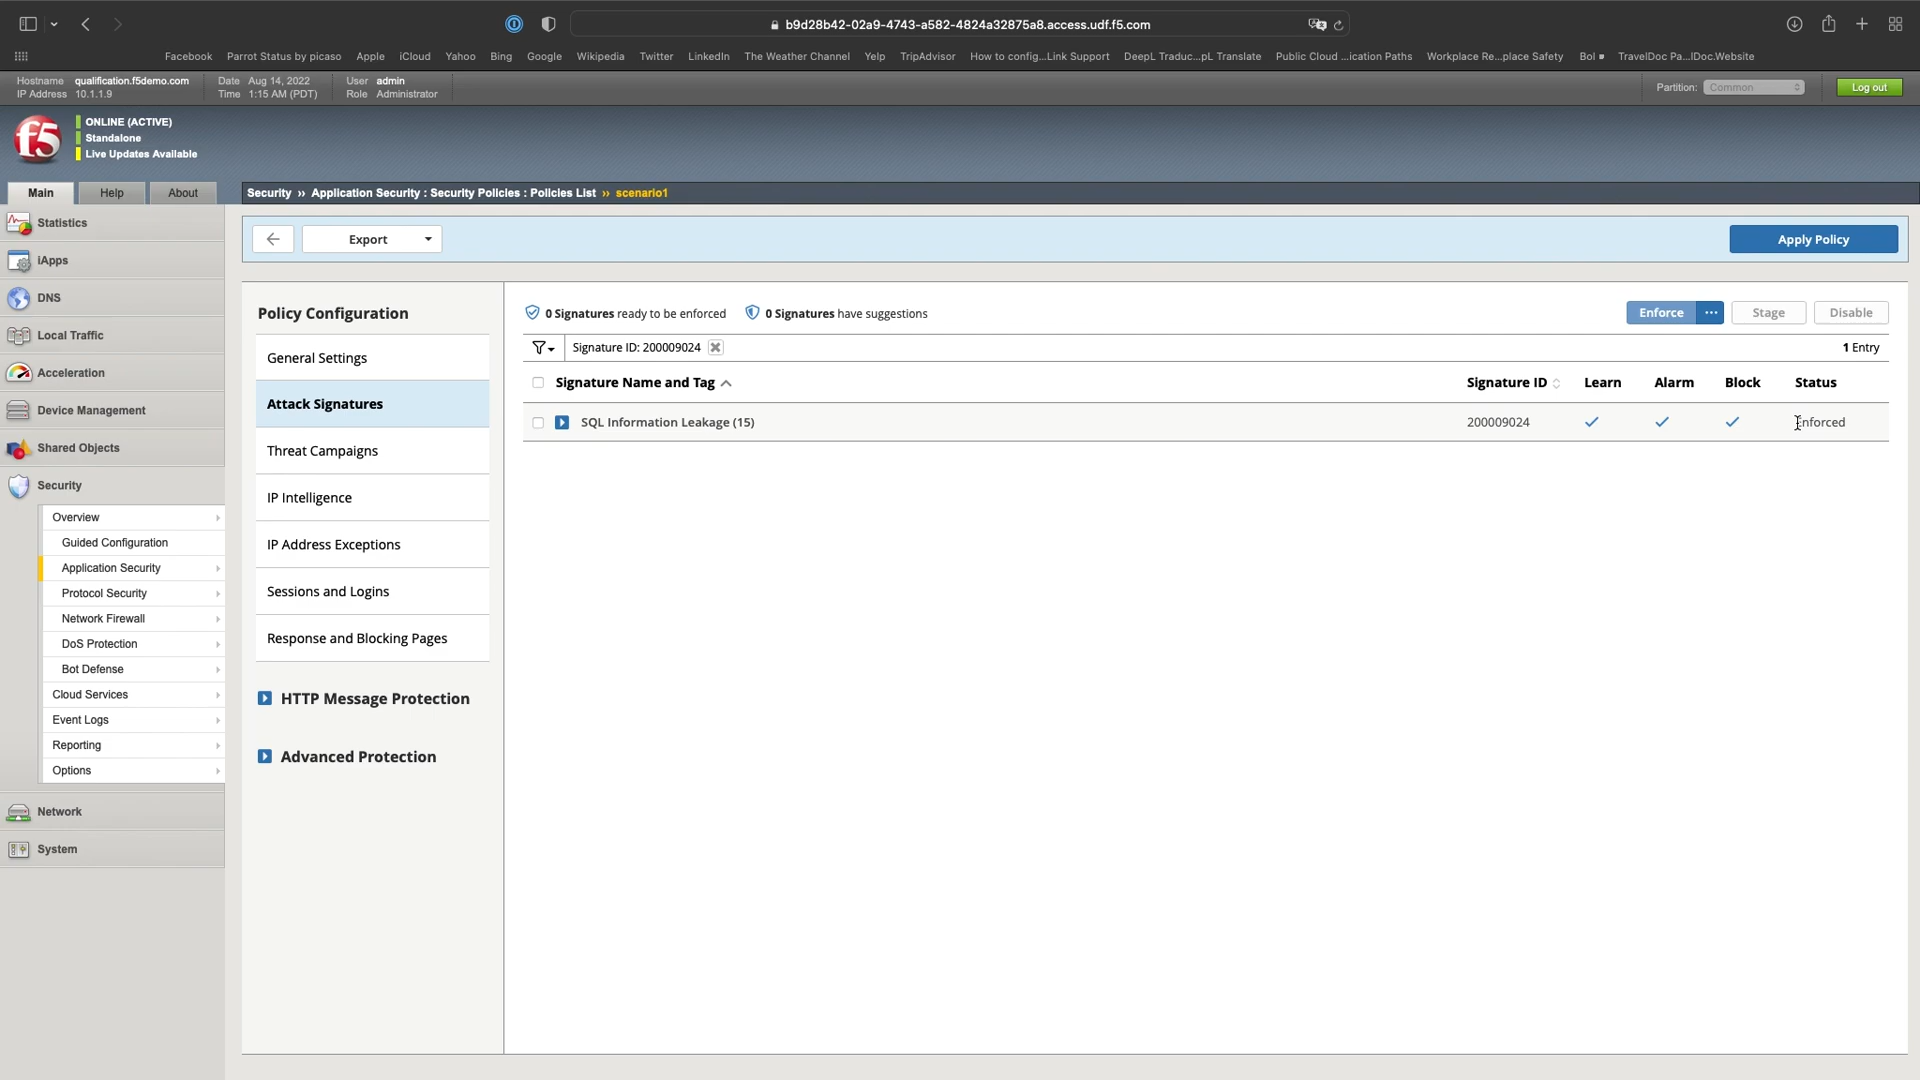 b9d28b42-02a9-4743-a582-4824a32875a8.access.udf.f5.com
Facebook Parrot Status by picaso Apple iCloud Yahoo Bing Google Wikipedia Twitter LinkedIn The Weather Channel Yelp TripAdvisor How to config...Link Support DeepL Traduc...pL Translate Public Cloud ...ication Paths Workplace Re...place Safety Bol TravelDoc Pa...lDoc.Website
Hostname qualification.f5demo.com Date Aug 14, 2022 User admin
IP Address 10.1.1.9 Time 1:15 AM (PDT) Role Administrator
Partition: Common Log out
f5
ONLINE (ACTIVE)
Standalone
Live Updates Available
Main Help About
Security ›› Application Security : Security Policies : Policies List ›› scenario1
Statistics
iApps
DNS
Local Traffic
Acceleration
Device Management
Shared Objects
Security
Overview
Guided Configuration
Application Security
Protocol Security
Network Firewall
DoS Protection
Bot Defense
Cloud Services
Event Logs
Reporting
Options
Network
System
Export Apply Policy
Policy Configuration
General Settings
Attack Signatures
Threat Campaigns
IP Intelligence
IP Address Exceptions
Sessions and Logins
Response and Blocking Pages
HTTP Message Protection
Advanced Protection
0 Signatures ready to be enforced 0 Signatures have suggestions Enforce ... Stage Disable
Signature ID: 200009024 1 Entry
Signature Name and Tag Signature ID Learn Alarm Block Status
SQL Information Leakage (15) 200009024 Enforced